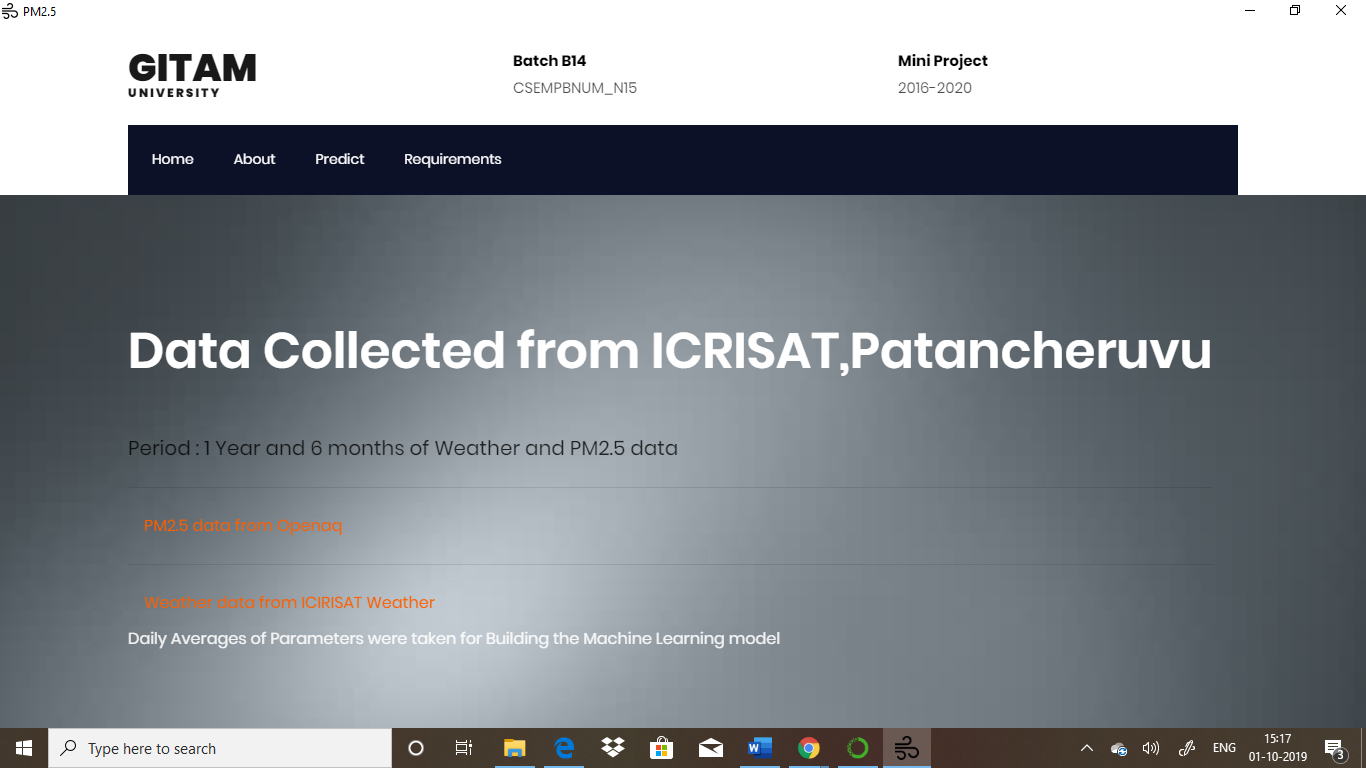 PM2.5
GITAM
UNIVERSITY
Batch B14
CSEMPBNUM_N15
Mini Project
2016-2020
Home About Predict Requirements
Data Collected from ICRISAT,Patancheruvu
Period : 1 Year and 6 months of Weather and PM2.5 data
PM2.5 data from Openaq
Weather data from ICIRISAT Weather
Daily Averages of Parameters were taken for Building the Machine Learning model
Type here to search
ENG
15:17
01-10-2019
3